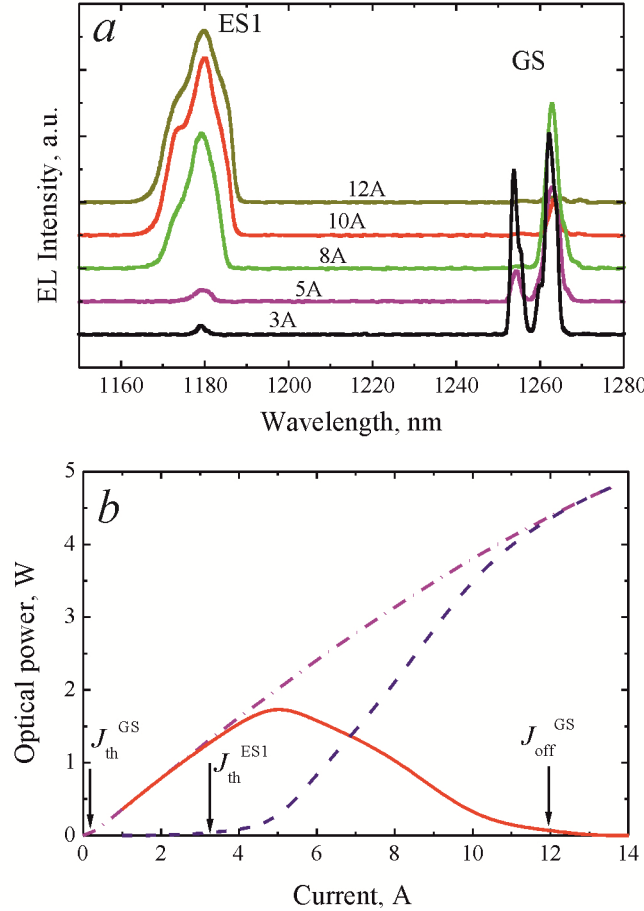 a
ES1
GS
EL Intensity, a.u.
12A
10A
8A
5A
3A
1160 1180 1200 1220 1240 1260 1280
Wavelength, nm
b
5
4
3
2
1
0
Optical power, W
J_th^GS
J_th^ES1
J_off^GS
0 2 4 6 8 10 12 14
Current, A